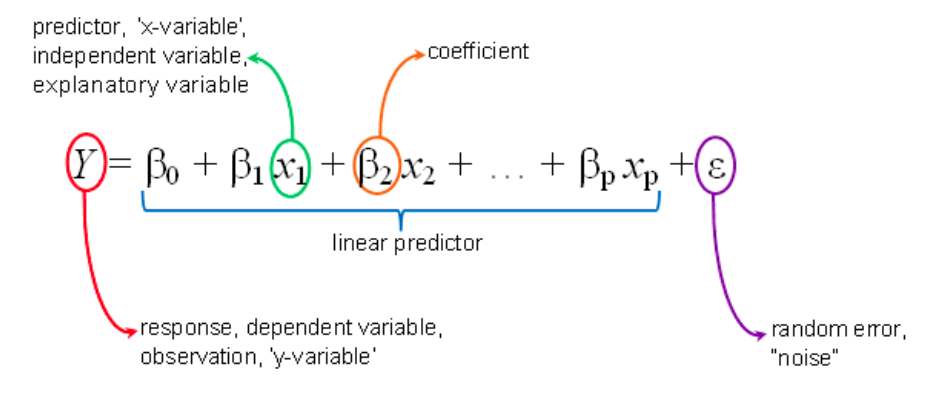 predictor, 'x-variable',
independent variable,
explanatory variable
coefficient
Y = β₀ + β₁ x₁ + β₂ x₂ + … + βₚ xₚ + ε
linear predictor
response, dependent variable,
observation, 'y-variable'
random error,
"noise"